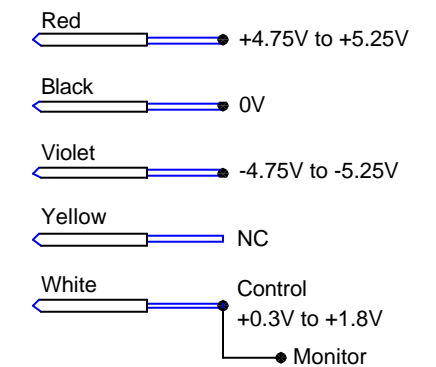 Red
+4.75V to +5.25V
Black
0V
Violet
-4.75V to -5.25V
Yellow
NC
White
Control
+0.3V to +1.8V
Monitor